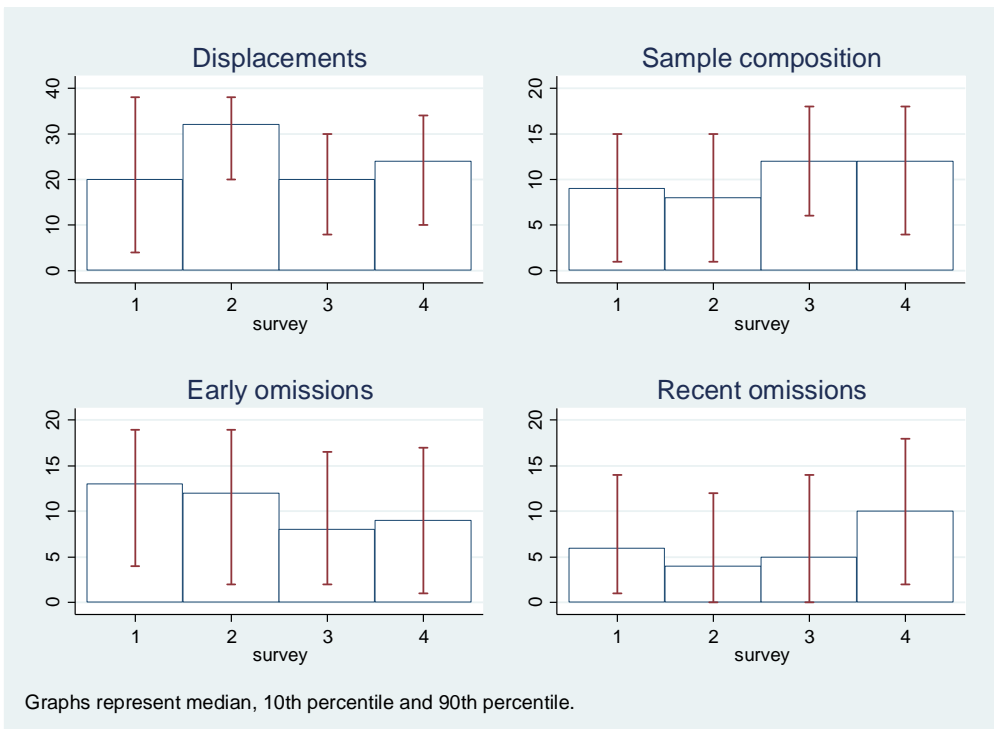 Displacements
40
30
20
10
0
1 2 3 4
survey
Sample composition
20
15
10
5
0
1 2 3 4
survey
Early omissions
20
15
10
5
0
1 2 3 4
survey
Recent omissions
20
15
10
5
0
1 2 3 4
survey
Graphs represent median, 10th percentile and 90th percentile.